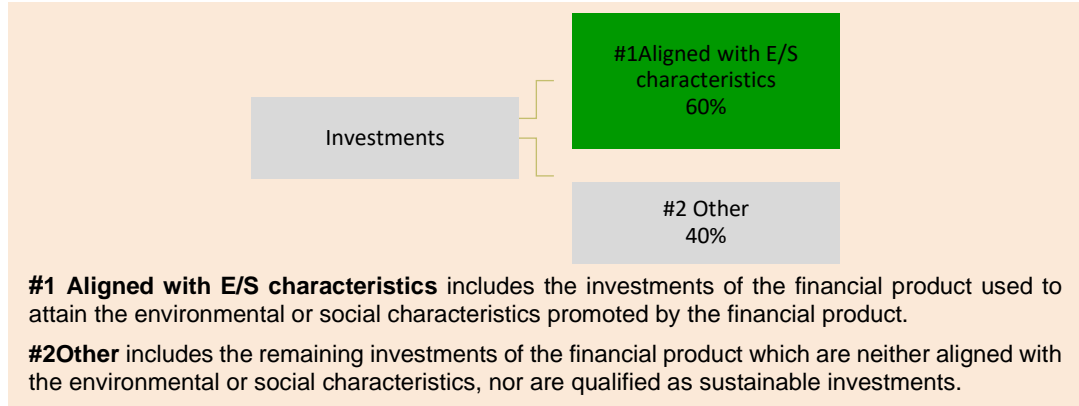 #1Aligned with E/S
characteristics
60%
Investments
#2 Other
40%
#1 Aligned with E/S characteristics includes the investments of the financial product used to
attain the environmental or social characteristics promoted by the financial product.
#2Other includes the remaining investments of the financial product which are neither aligned with
the environmental or social characteristics, nor are qualified as sustainable investments.